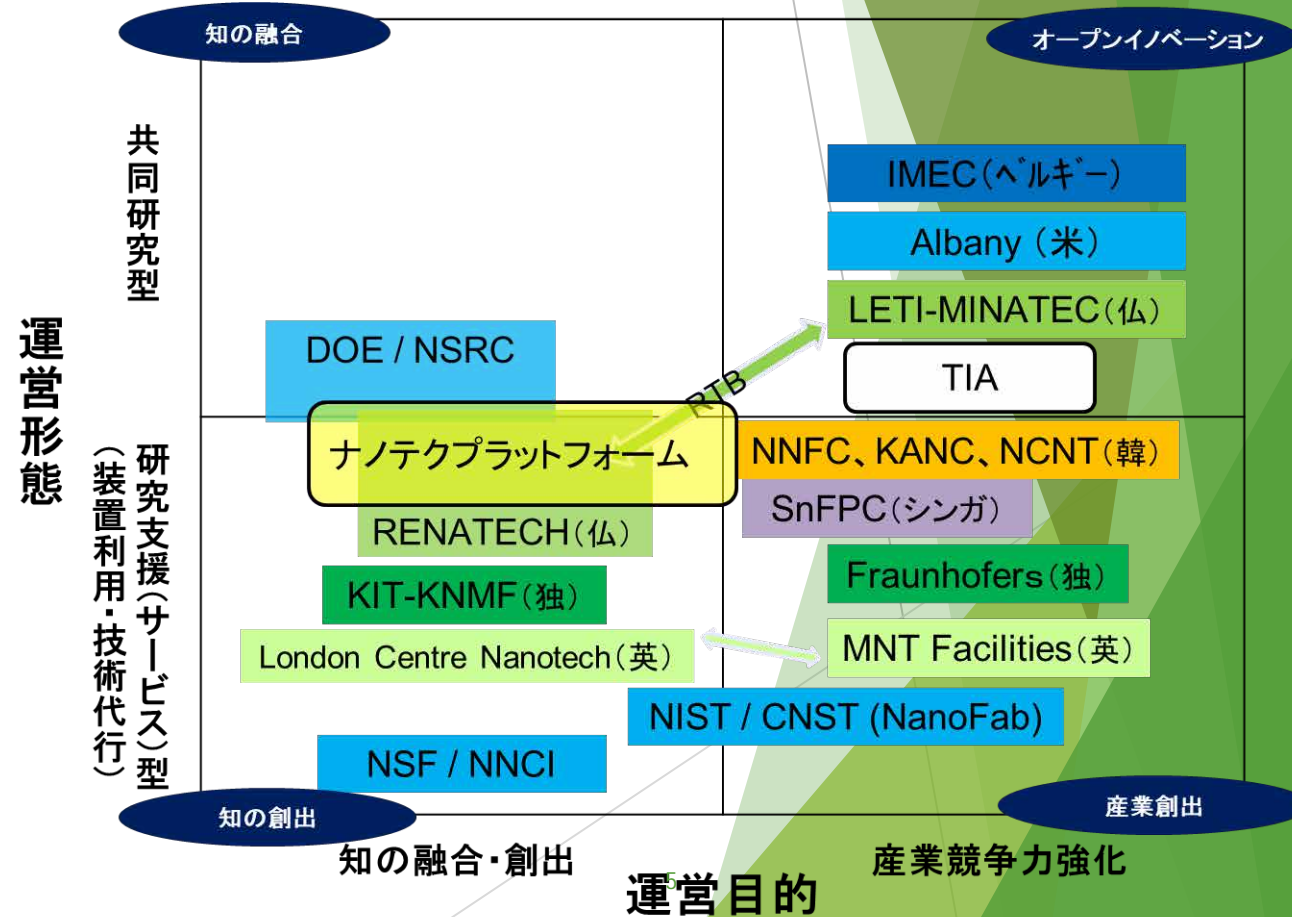 知の融合
オープンイノベーション
共同研究型
IMEC(ﾍﾞﾙｷﾞｰ)
Albany (米)
LETI-MINATEC(仏)
DOE / NSRC
RTB
TIA
運営形態
ナノテクプラットフォーム
NNFC、KANC、NCNT(韓)
SnFPC(シンガ)
RENATECH(仏)
研究支援(サービス)型
(装置利用・技術代行)
KIT-KNMF(独)
Fraunhofers(独)
London Centre Nanotech(英)
MNT Facilities(英)
NIST / CNST (NanoFab)
NSF / NNCI
知の創出
産業創出
知の融合・創出
産業競争力強化
運営目的
5